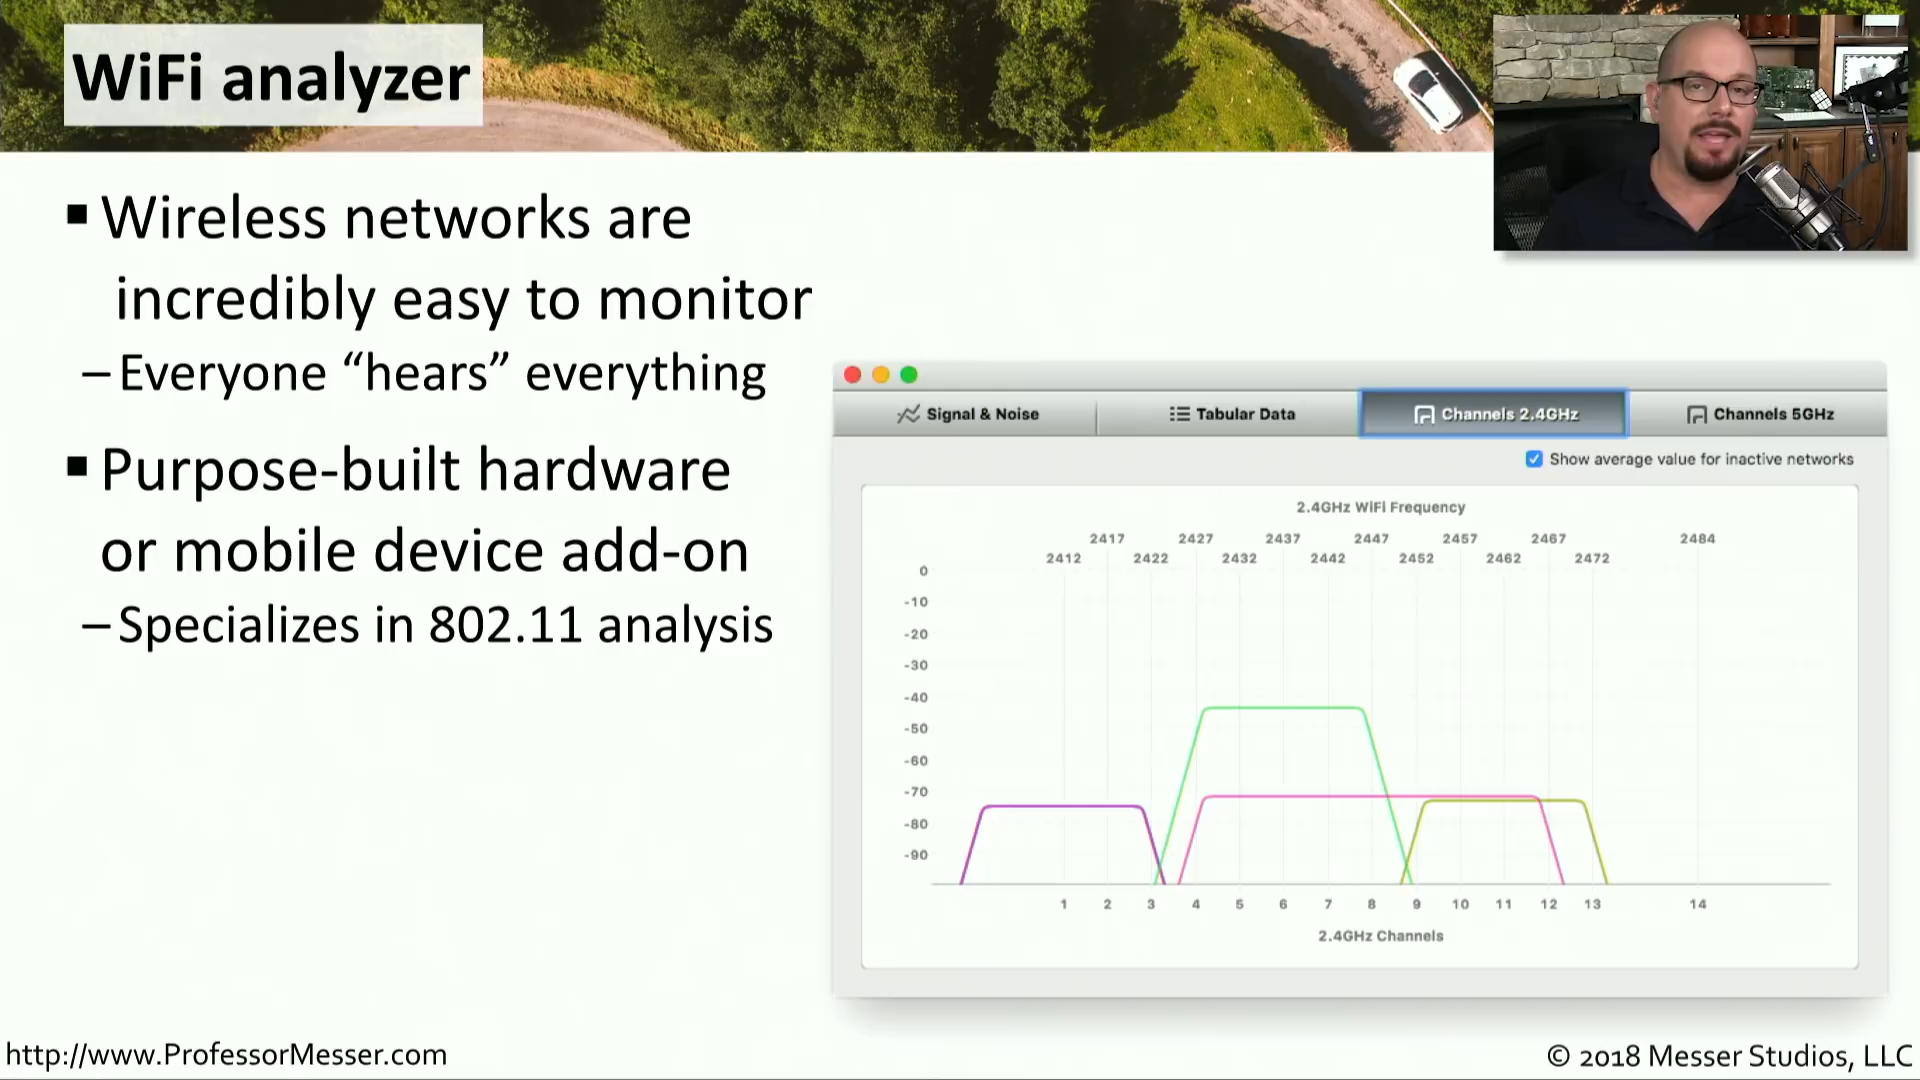 WiFi analyzer
▪ Wireless networks are
incredibly easy to monitor
– Everyone “hears” everything
▪ Purpose-built hardware
or mobile device add-on
– Specializes in 802.11 analysis
Signal & Noise
Tabular Data
Channels 2.4GHz
Channels 5GHz
Show average value for inactive networks
2.4GHz WiFi Frequency
2417 2427 2437 2447 2457 2467 2484
2412 2422 2432 2442 2452 2462 2472
0
-10
-20
-30
-40
-50
-60
-70
-80
-90
1 2 3 4 5 6 7 8 9 10 11 12 13 14
2.4GHz Channels
http://www.ProfessorMesser.com
© 2018 Messer Studios, LLC